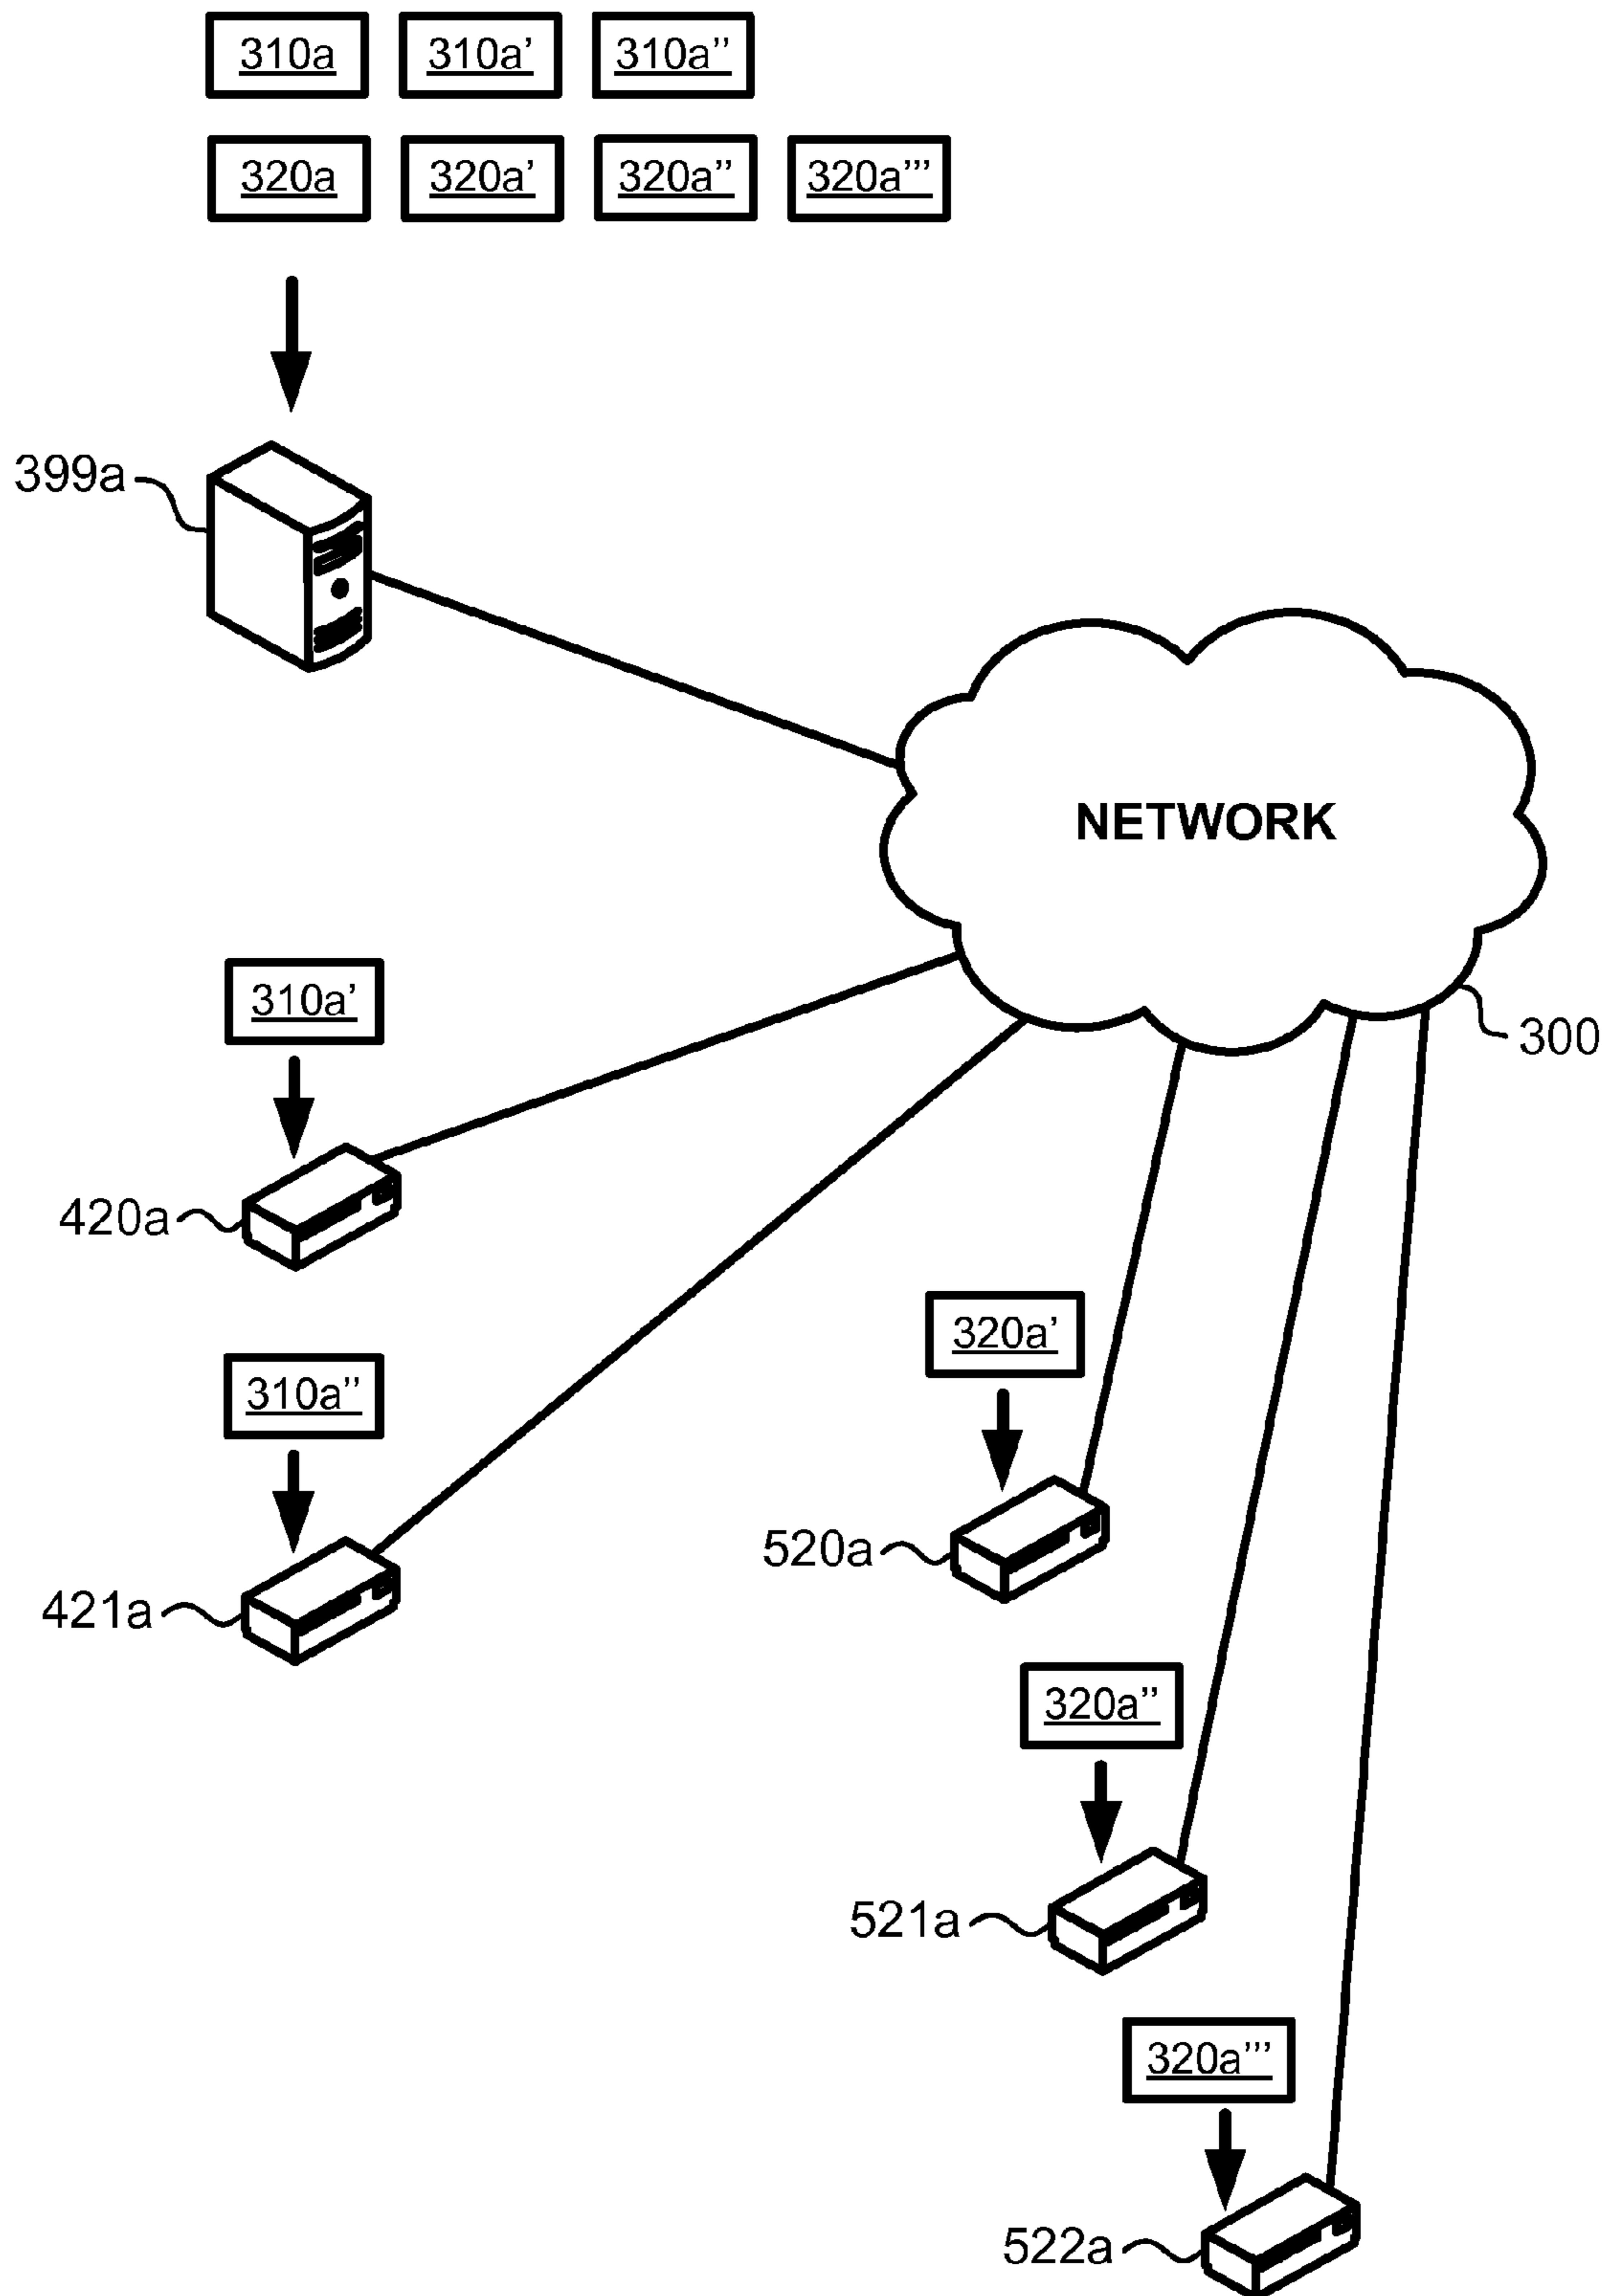 310a 310a’ 310a’’
320a 320a’ 320a’’ 320a’’’
399a
NETWORK
310a’
300
420a
320a’
310a’’
520a
421a
320a’’
521a
320a’’’
522a